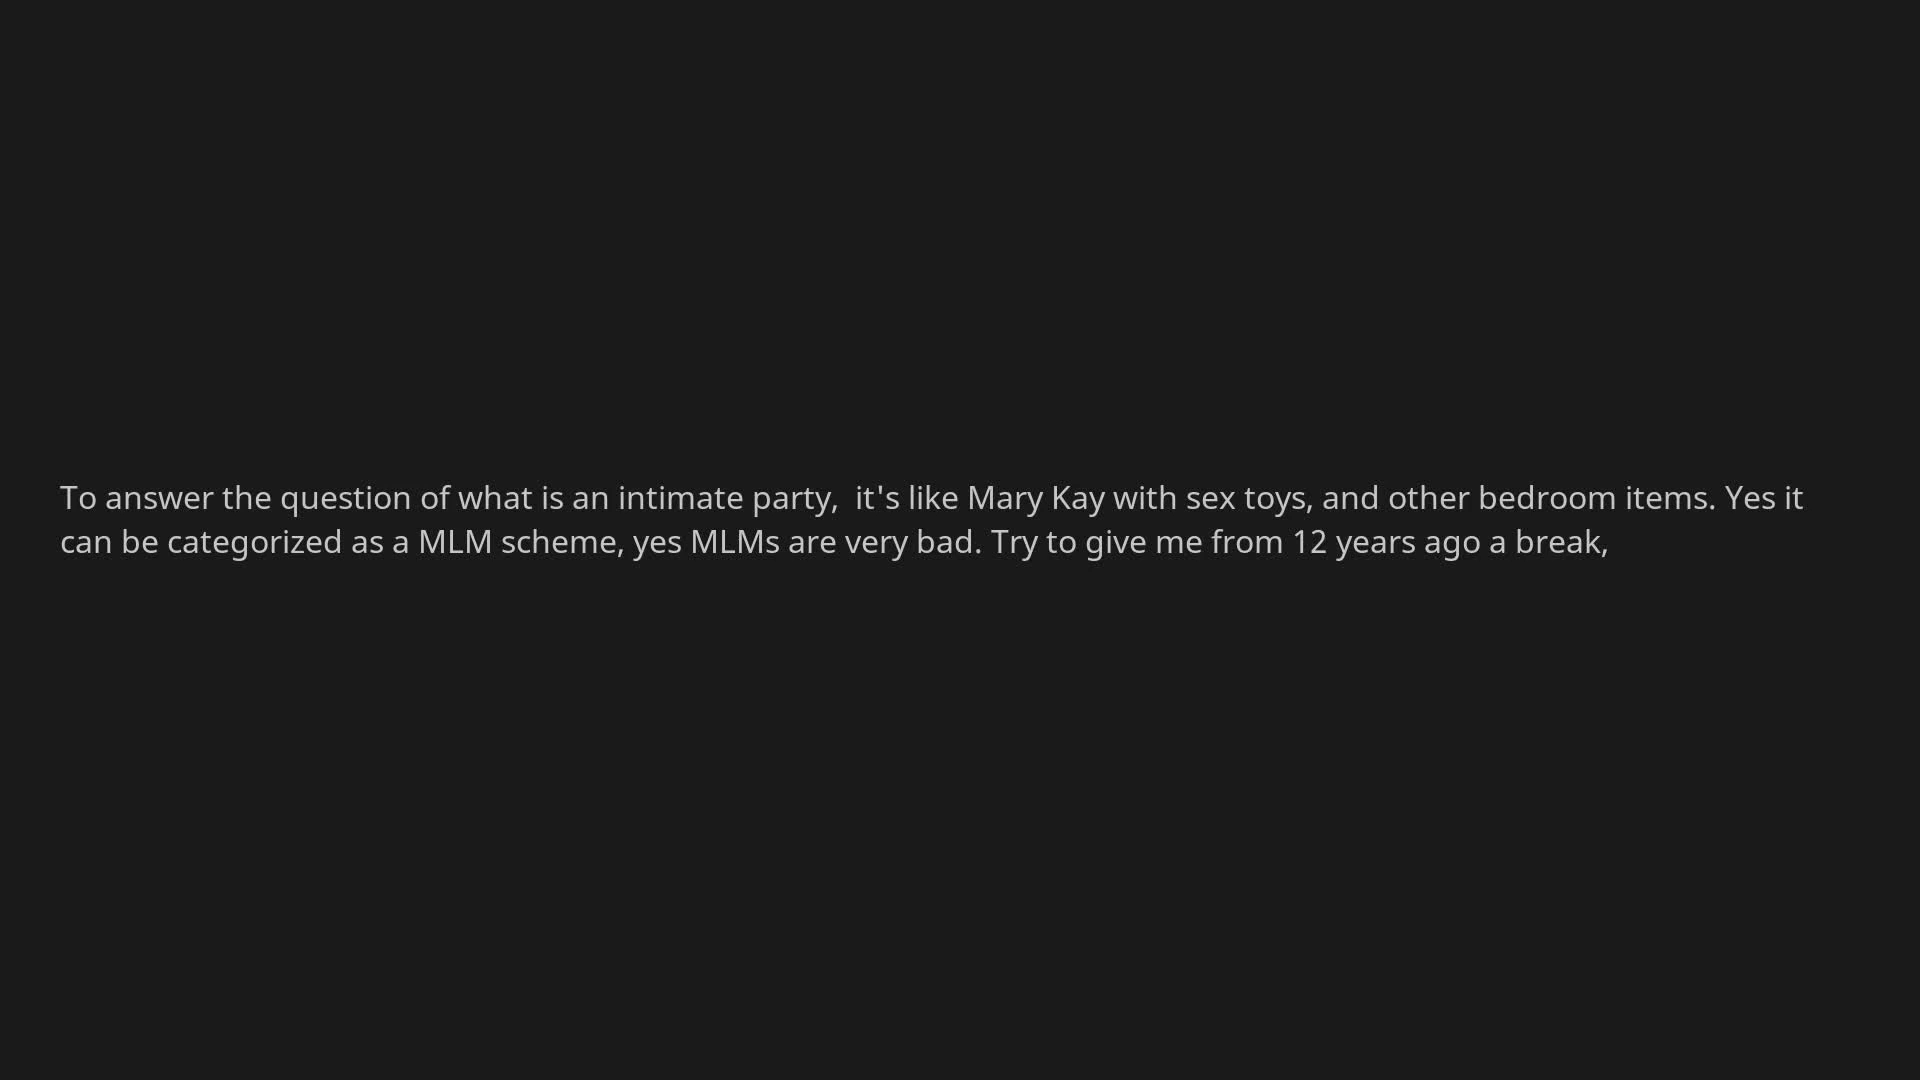 To answer the question of what is an intimate party,  it's like Mary Kay with sex toys, and other bedroom items. Yes it
can be categorized as a MLM scheme, yes MLMs are very bad. Try to give me from 12 years ago a break,